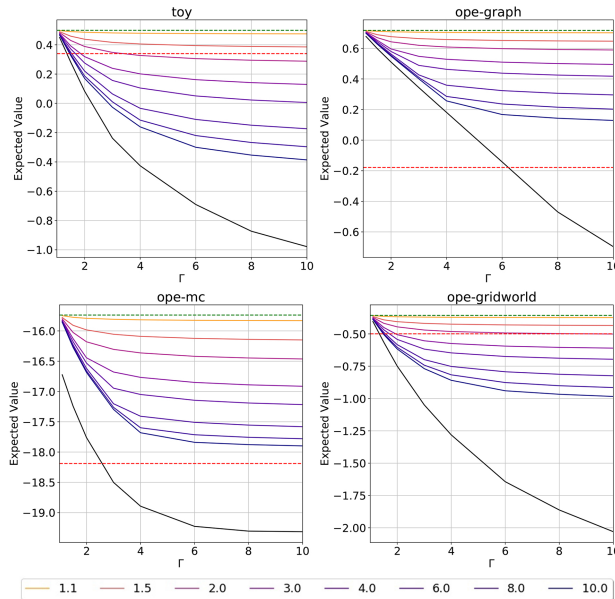 toy
ope-graph
0.4
0.2
0.0
−0.2
−0.4
−0.6
−0.8
−1.0
Expected Value
2 4 6 8 10
Γ
0.6
0.4
0.2
0.0
−0.2
−0.4
−0.6
Expected Value
2 4 6 8 10
Γ
ope-mc
ope-gridworld
−16.0
−16.5
−17.0
−17.5
−18.0
−18.5
−19.0
Expected Value
2 4 6 8 10
Γ
−0.50
−0.75
−1.00
−1.25
−1.50
−1.75
−2.00
Expected Value
2 4 6 8 10
Γ
1.1 1.5 2.0 3.0 4.0 6.0 8.0 10.0